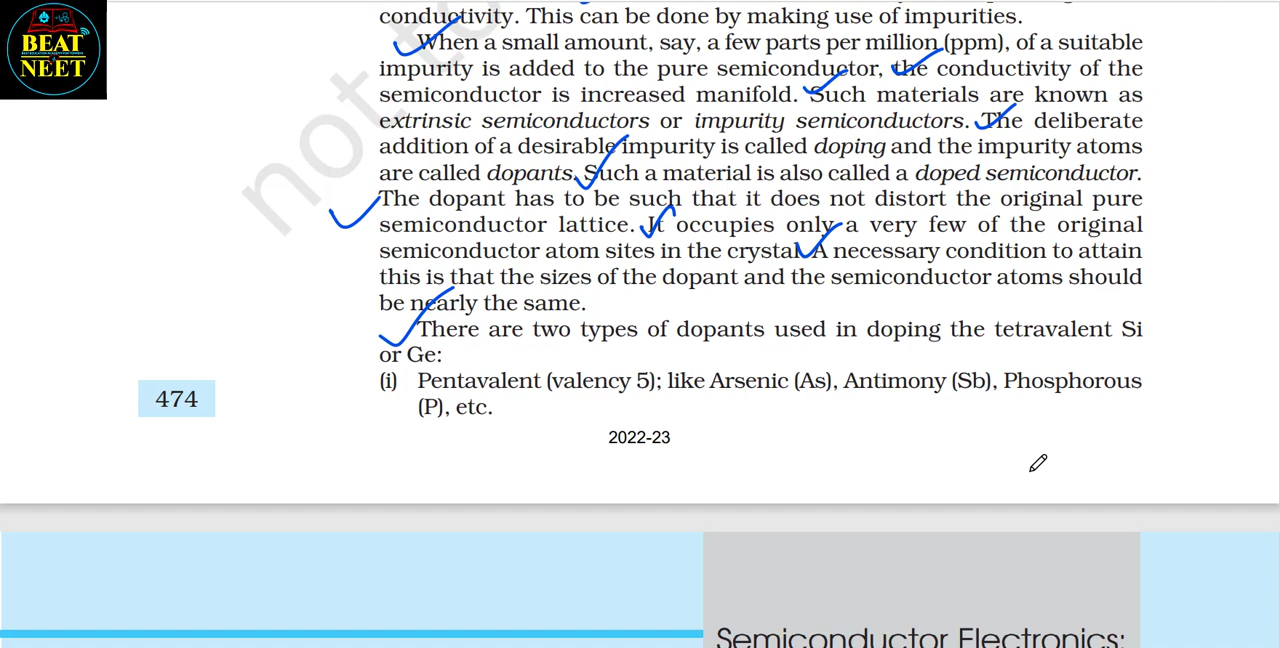 BEAT
NEET
conductivity. This can be done by making use of impurities.
When a small amount, say, a few parts per million (ppm), of a suitable
impurity is added to the pure semiconductor, the conductivity of the
semiconductor is increased manifold. Such materials are known as
extrinsic semiconductors or impurity semiconductors. The deliberate
addition of a desirable impurity is called doping and the impurity atoms
are called dopants. Such a material is also called a doped semiconductor.
The dopant has to be such that it does not distort the original pure
semiconductor lattice. It occupies only a very few of the original
semiconductor atom sites in the crystal. A necessary condition to attain
this is that the sizes of the dopant and the semiconductor atoms should
be nearly the same.
There are two types of dopants used in doping the tetravalent Si
or Ge:
(i) Pentavalent (valency 5); like Arsenic (As), Antimony (Sb), Phosphorous
(P), etc.
474
2022-23
not to
Semiconductor Electronics: